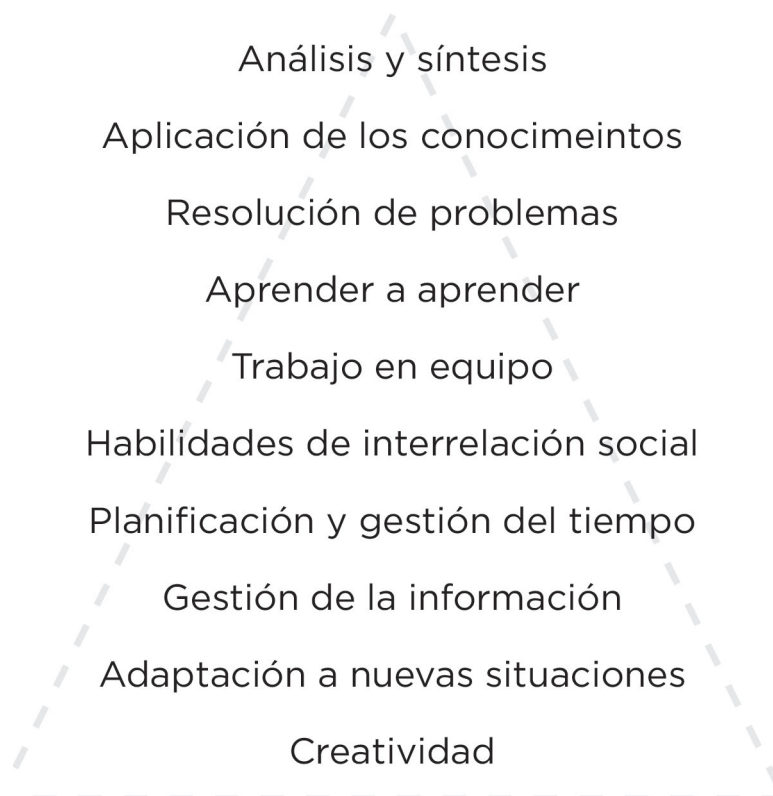 Análisis y síntesis
Aplicación de los conocimeintos
Resolución de problemas
Aprender a aprender
Trabajo en equipo
Habilidades de interrelación social
Planificación y gestión del tiempo
Gestión de la información
Adaptación a nuevas situaciones
Creatividad